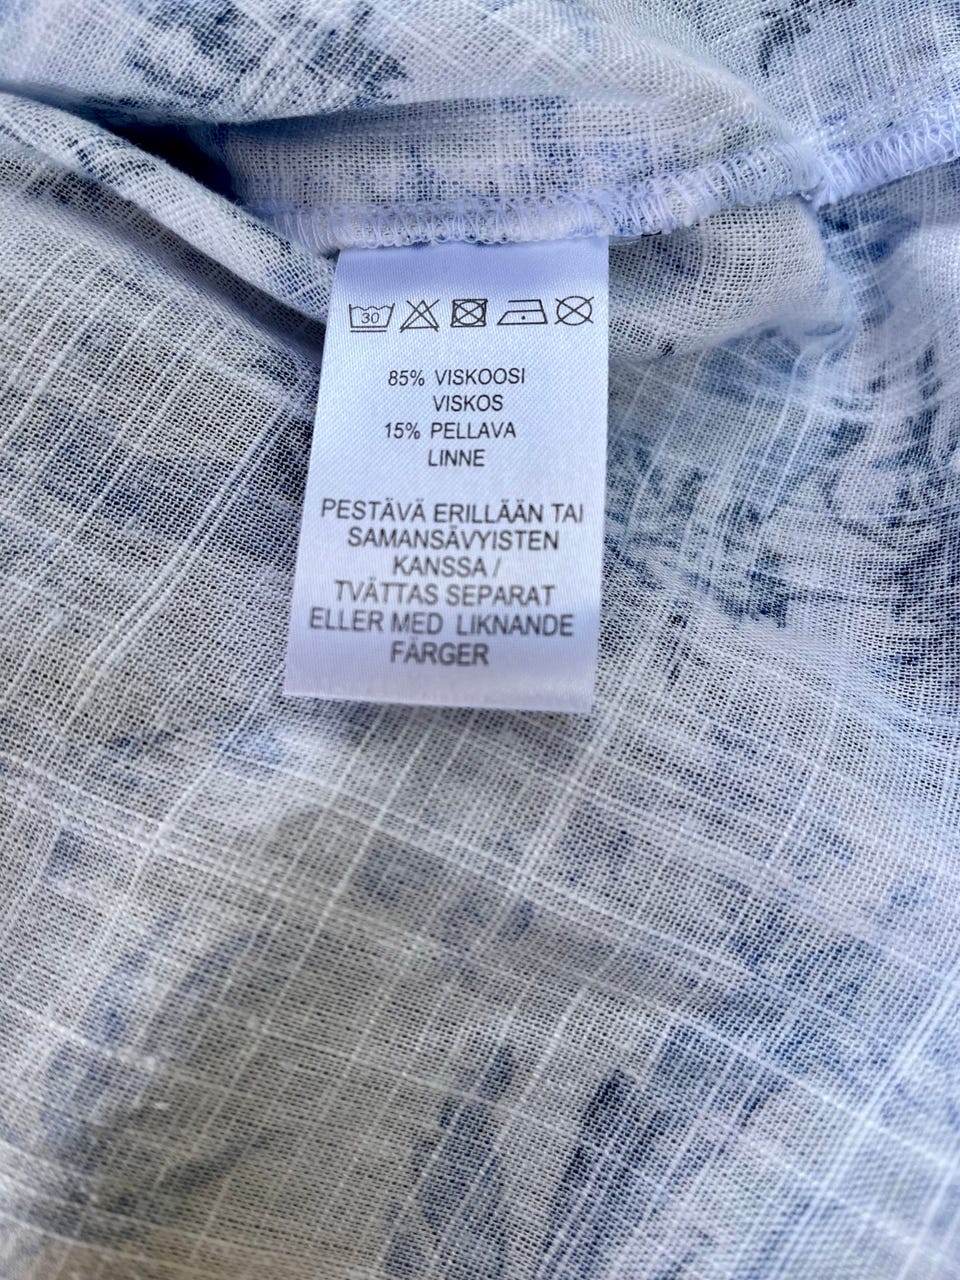 30
85% VISKOOSI
VISKOS
15% PELLAVA
LINNE
PESTÄVÄ ERILLÄÄN TAI
SAMANSÄVYISTEN
KANSSA /
TVÄTTAS SEPARAT
ELLER MED LIKNANDE
FÄRGER